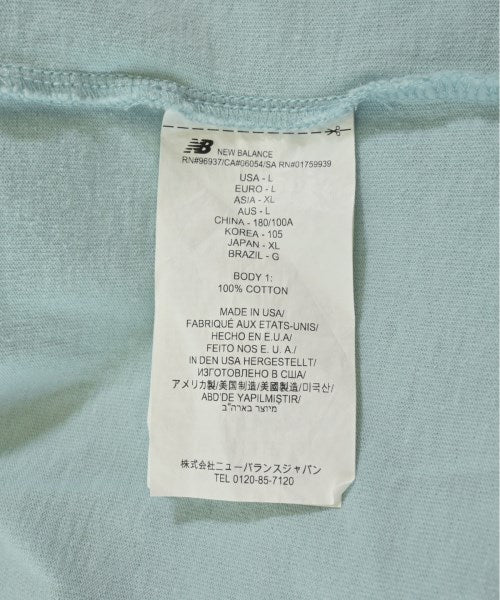 NB NEW BALANCE
RN#96937/CA#06054/SA RN#01759939
USA - L
EURO - L
ASIA - XL
AUS - L
CHINA - 180/100A
KOREA - 105
JAPAN - XL
BRAZIL - G
BODY 1:
100% COTTON
MADE IN USA/
FABRIQUÉ AUX ETATS-UNIS/
HECHO EN E.U.A/
FEITO NOS E. U. A./
IN DEN USA HERGESTELLT/
ИЗГОТОВЛЕНО В США/
アメリカ製/美国制造/美國製造/미국산/
ABD'DE YAPILMIŞTIR/
מיוצר בארה"ב
株式会社ニューバランスジャパン
TEL 0120-85-7120